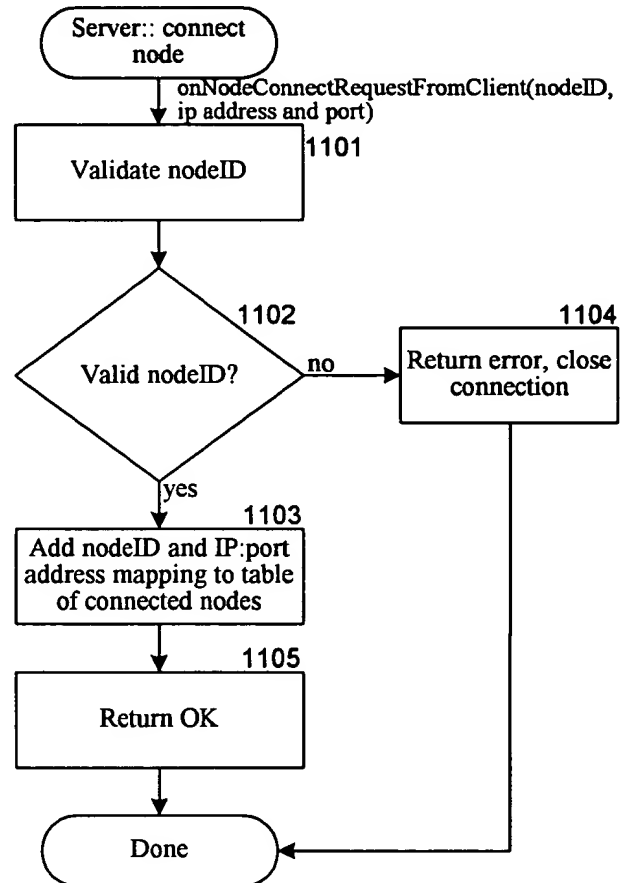 Server:: connect
node
onNodeConnectRequestFromClient(nodeID,
ip address and port)
1101
Validate nodeID
1102
Valid nodeID?
no
1104
Return error, close
connection
yes
1103
Add nodeID and IP:port
address mapping to table
of connected nodes
1105
Return OK
Done